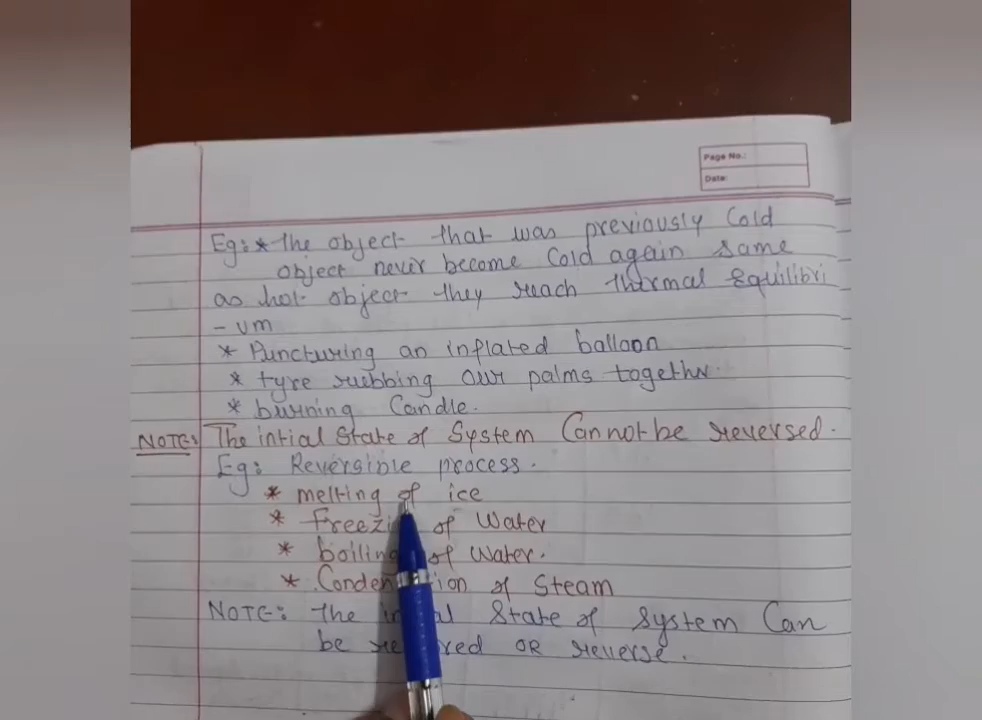 Page No.:
Date:
Eg: * the object that was previously Cold
object never become Cold again same
as hot object they reach thermal Equilibri
- um
* Puncturing an inflated balloon
* tyre rubbing our palms together.
* burning Candle.
NOTE: The intial State of System Cannot be reversed.
Eg: Reversible process.
* melting of ice
* Freezi of Water
* boiling of Water.
* Conden tion of Steam
NOTE: The in al State of System Can
be re red OR reverse.